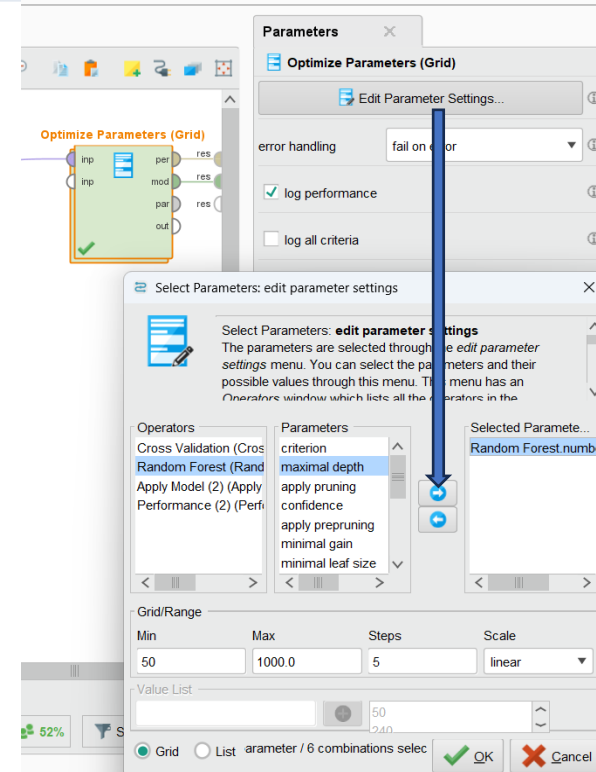 Parameters
Optimize Parameters (Grid)
Edit Parameter Settings...
Optimize Parameters (Grid)
inp
per
res
inp
mod
res
par
res
out
error handling
fail on error
log performance
log all criteria
Select Parameters: edit parameter settings
Select Parameters: edit parameter settings
The parameters are selected through the edit parameter
settings menu. You can select the parameters and their
possible values through this menu. This menu has an
Operators window which lists all the operators in the
Operators
Parameters
Selected Paramete...
Cross Validation (Cros
criterion
Random Forest.numb
Random Forest (Rand
maximal depth
Apply Model (2) (Apply
apply pruning
Performance (2) (Perfo
confidence
apply prepruning
minimal gain
minimal leaf size
Grid/Range
Min
Max
Steps
Scale
50
1000.0
5
linear
Value List
50
240
52%
S
Grid
List
arameter / 6 combinations selec
OK
Cancel